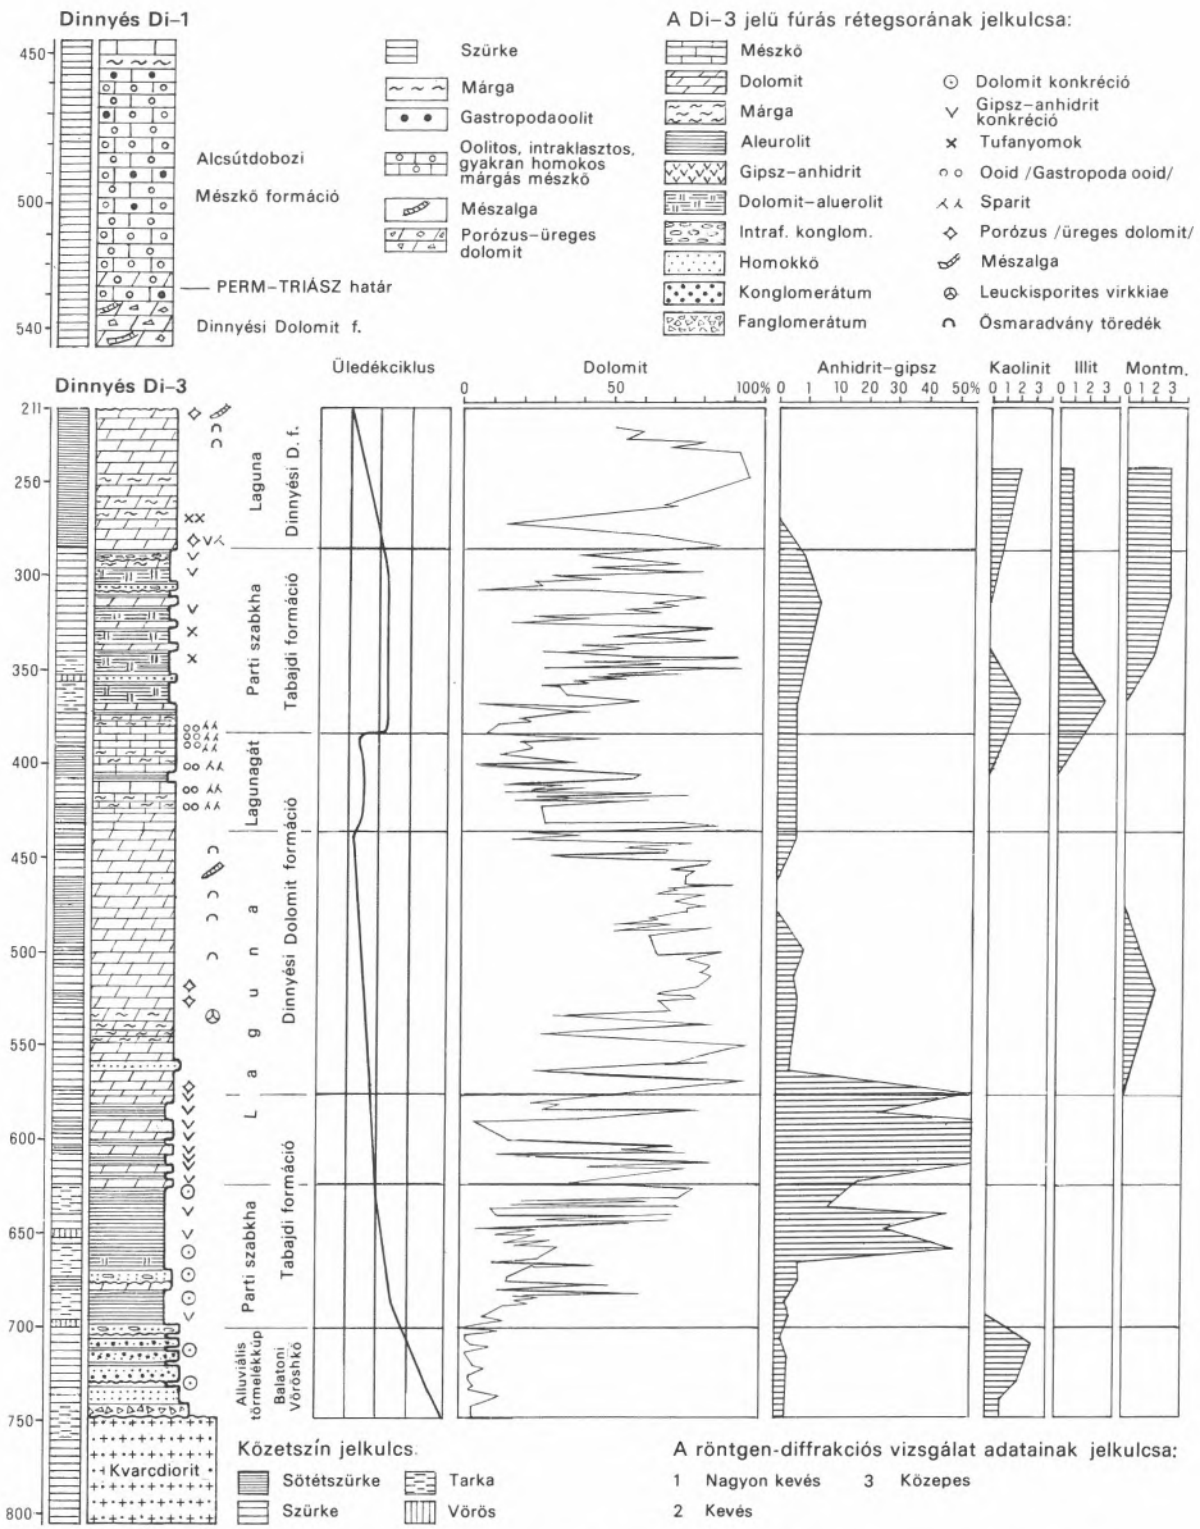 Dinnyés Di–1
450
500
540
Alcsútdobozi
Mészkő formáció
PERM–TRIÁSZ határ
Dinnyési Dolomit f.
Szürke
Márga
Gastropodaoolit
Oolitos, intraklasztos,
gyakran homokos
márgás mészkő
Mészalga
Porózus–üreges
dolomit
A Di–3 jelű fúrás rétegsorának jelkulcsa:
Mészkő
Dolomit
Márga
Aleurolit
Gipsz–anhidrit
Dolomit–aluerolit
Intraf. konglom.
Homokkő
Konglomerátum
Fanglomerátum
Dolomit konkréció
Gipsz–anhidrit
konkréció
Tufanyomok
Ooid /Gastropoda ooid/
Sparit
Porózus /üreges dolomit/
Mészalga
Leuckisporites virkkiae
Ősmaradvány töredék
Dinnyés Di–3
Üledékciklus
Dolomit
0 50 100%
Anhidrit–gipsz
0 1 10 20 30 40 50%
Kaolinit
0 1 2 3
Illit
0 1 2 3
Montm.
0 1 2 3
211
250
300
350
400
450
500
550
600
650
700
750
800
Laguna
Dinnyési D. f.
Parti szabkha
Tabajdi formáció
Lagunagát
Dinnyési Dolomit formáció
L a g u n a
Parti szabkha
Tabajdi formáció
Alluviális
törmelékkúp
Balatoni
Vöröshkő
Kvarcdiorit
Kőzetszín jelkulcs:
Sötétszürke
Szürke
Tarka
Vörös
A röntgen-diffrakciós vizsgálat adatainak jelkulcsa:
1 Nagyon kevés
3 Közepes
2 Kevés